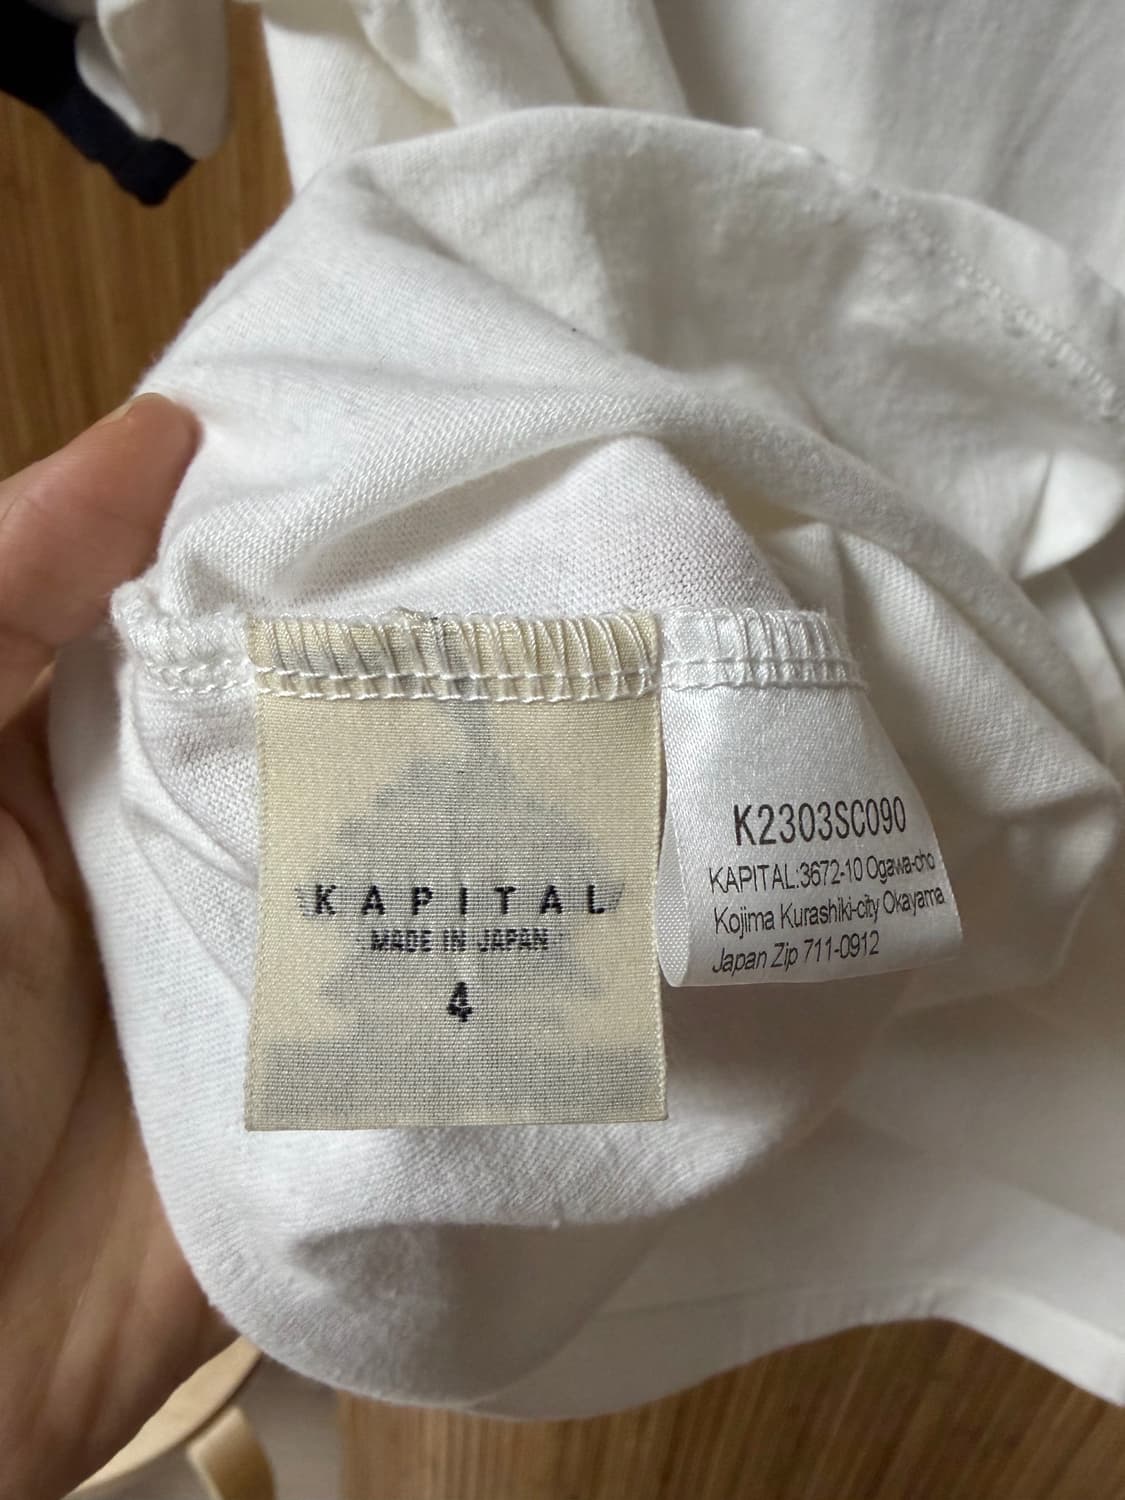 KAPITAL
MADE IN JAPAN
4
K2303SC090
KAPITAL:3672-10 Ogawa-cho
Kojima Kurashiki-city Okayama
Japan Zip 711-0912